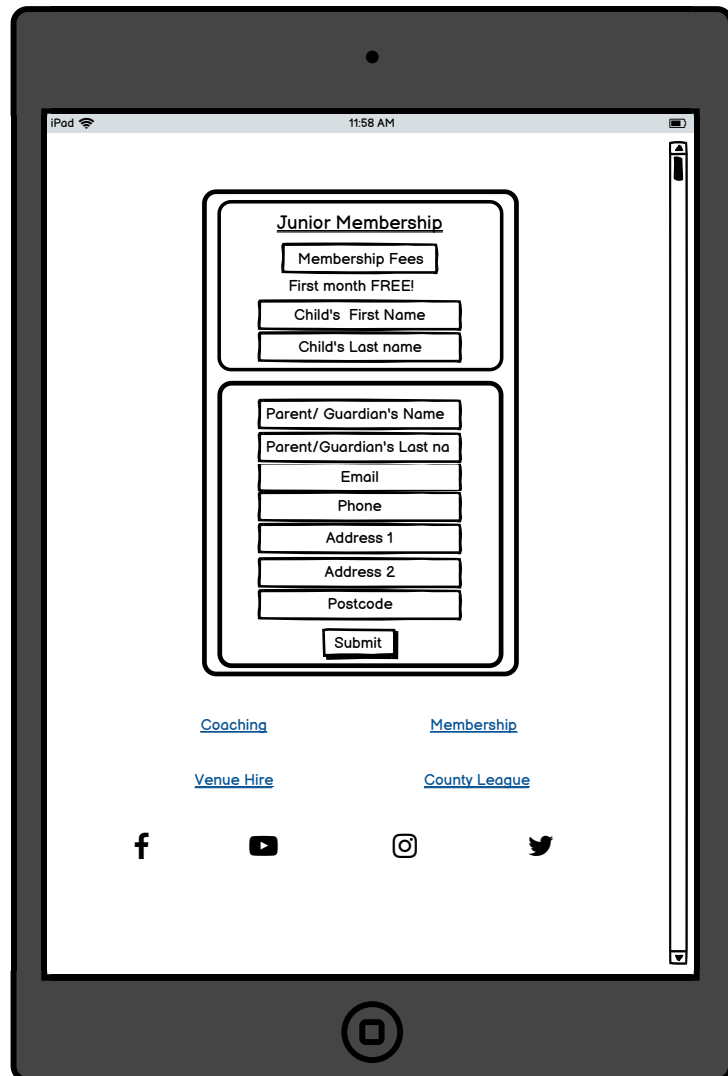 iPad 11:58 AM
Junior Membership
Membership Fees
First month FREE!
Child's  First Name
Child's Last name
Parent/ Guardian's Name
Parent/Guardian's Last na
Email
Phone
Address 1
Address 2
Postcode
Submit
Coaching Membership
Venue Hire County League